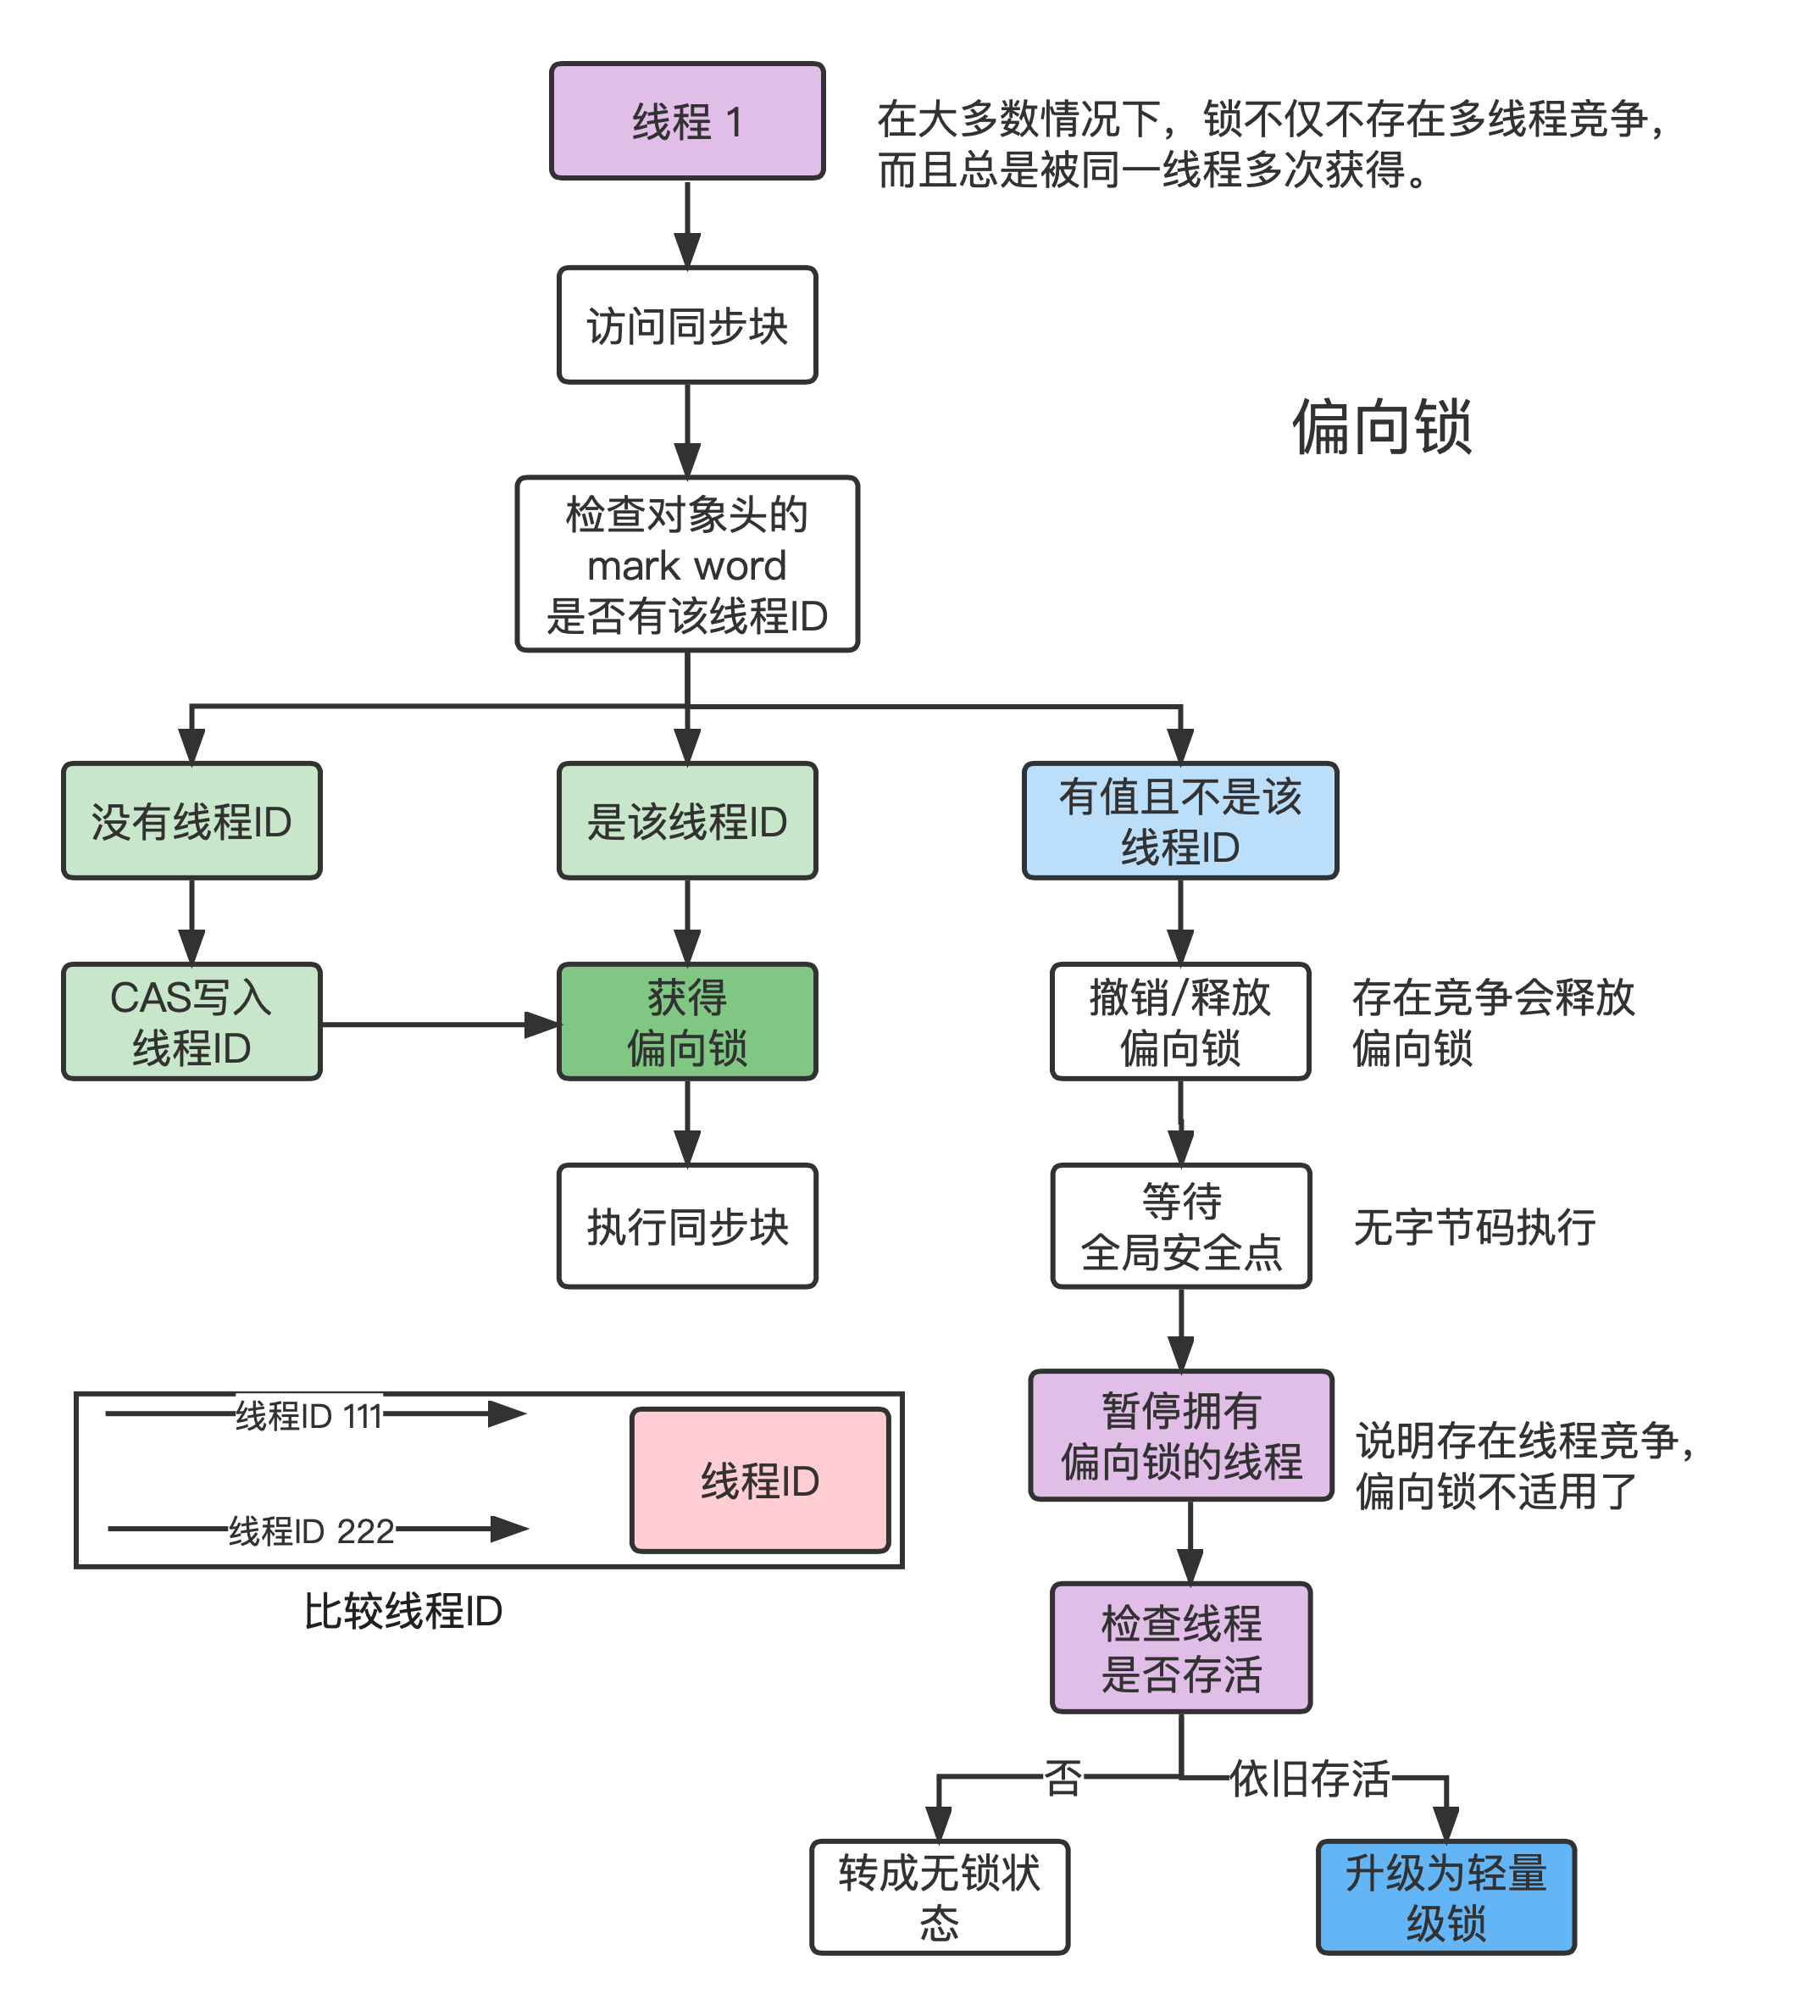 线程 1
在大多数情况下，锁不仅不存在多线程竞争，
而且总是被同一线程多次获得。
访问同步块
偏向锁
检查对象头的
mark word
是否有该线程ID
没有线程ID
是该线程ID
有值且不是该
线程ID
CAS写入
线程ID
获得
偏向锁
撤销/释放
偏向锁
存在竞争会释放
偏向锁
执行同步块
等待
全局安全点
无字节码执行
线程ID 111
线程ID 222
线程ID
比较线程ID
暂停拥有
偏向锁的线程
说明存在线程竞争，
偏向锁不适用了
检查线程
是否存活
否
依旧存活
转成无锁状
态
升级为轻量
级锁